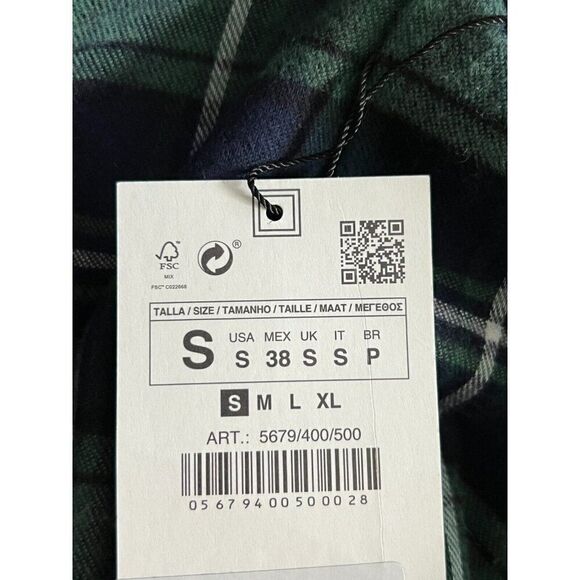 ®
FSC
MIX
FSC® C022668
TALLA / SIZE / TAMANHO / TAILLE / MAAT / ΜΕΓΕΘΟΣ
S
USA MEX UK IT BR
S 38 S S P
S M L XL
ART.: 5679/400/500
05679400500028